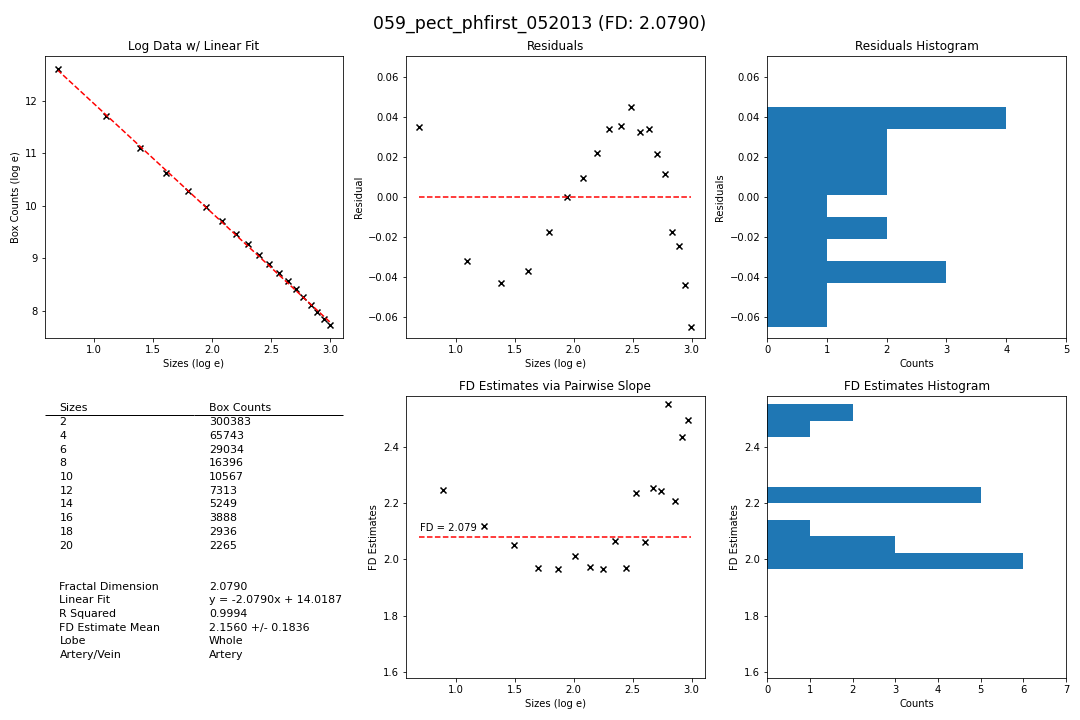 059_pect_phfirst_052013 (FD: 2.0790)
Log Data w/ Linear Fit
Box Counts (log e)
12
11
10
9
8
1.0 1.5 2.0 2.5 3.0
Sizes (log e)
Residuals
Residual
0.06
0.04
0.02
0.00
−0.02
−0.04
−0.06
1.0 1.5 2.0 2.5 3.0
Sizes (log e)
Residuals Histogram
Residuals
0.06
0.04
0.02
0.00
−0.02
−0.04
−0.06
0 1 2 3 4 5
Counts
Sizes Box Counts
2 300383
4 65743
6 29034
8 16396
10 10567
12 7313
14 5249
16 3888
18 2936
20 2265
Fractal Dimension 2.0790
Linear Fit y = -2.0790x + 14.0187
R Squared 0.9994
FD Estimate Mean 2.1560 +/- 0.1836
Lobe Whole
Artery/Vein Artery
FD Estimates via Pairwise Slope
FD Estimates
2.4
2.2
2.0
1.8
1.6
FD = 2.079
1.0 1.5 2.0 2.5 3.0
Sizes (log e)
FD Estimates Histogram
FD Estimates
2.4
2.2
2.0
1.8
1.6
0 1 2 3 4 5 6 7
Counts